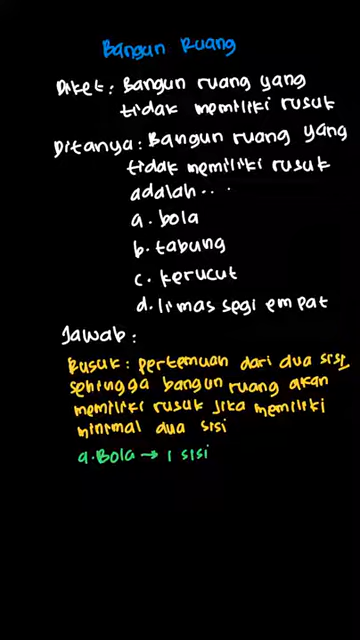 Bangun Ruang
Diket: Bangun ruang yang
tidak memiliki rusuk
Ditanya: Bangun ruang yang
tidak memiliki rusuk
adalah....
a. bola
b. tabung
c. kerucut
d. limas segi empat
Jawab:
Rusuk: pertemuan dari dua sisi
sehingga bangun ruang akan
memiliki rusuk jika memiliki
minimal dua sisi
a. Bola → 1 sisi